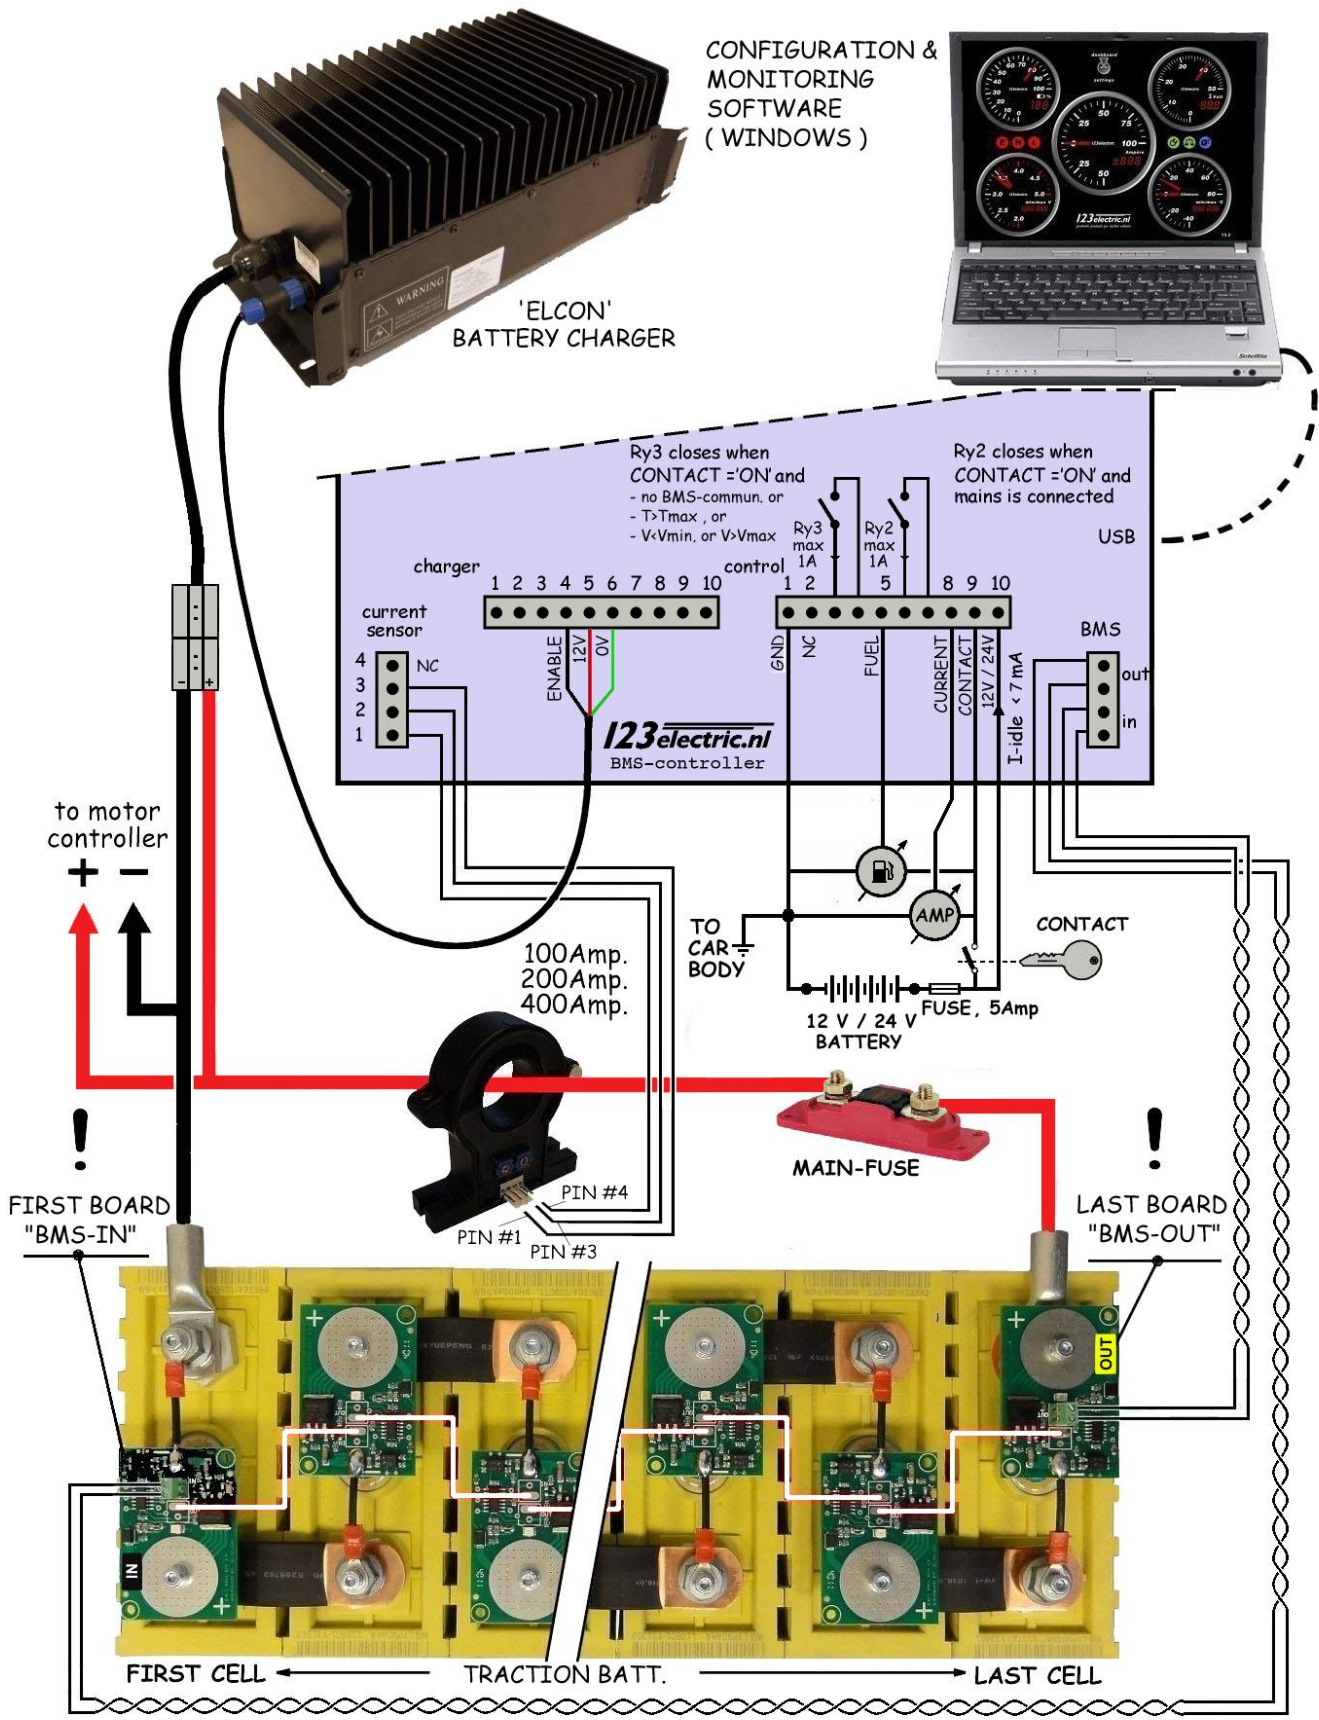 CONFIGURATION &
MONITORING
SOFTWARE
( WINDOWS )
dashboard
settings
123electric.nl
Satellite
WARNING
'ELCON'
BATTERY CHARGER
Ry3 closes when
CONTACT ='ON' and
- no BMS-commun. or
- T>Tmax , or
- V<Vmin, or V>Vmax
Ry2 closes when
CONTACT ='ON' and
mains is connected
Ry3
max
1A
Ry2
max
1A
USB
charger
1 2 3 4 5 6 7 8 9 10
control
1 2 5 8 9 10
current
sensor
4 NC
3
2
1
ENABLE
12V
0V
GND
NC
FUEL
CURRENT
CONTACT
12V / 24V
I-idle < 7 mA
BMS
out
in
123electric.nl
BMS-controller
to motor
controller
+ −
− +
AMP
TO
CAR
BODY
CONTACT
FUSE, 5Amp
12 V / 24 V
BATTERY
100Amp.
200Amp.
400Amp.
MAIN-FUSE
PIN #4
PIN #1
PIN #3
!
FIRST BOARD
"BMS-IN"
!
LAST BOARD
"BMS-OUT"
OUT
IN
FIRST CELL
TRACTION BATT.
LAST CELL